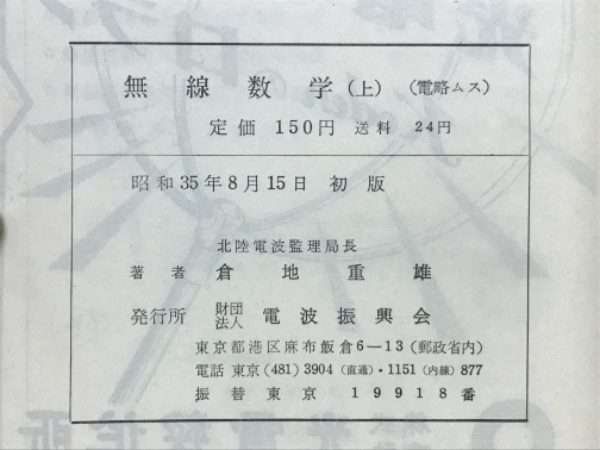 無線数学(上) (電略ムス)
定価 150円 送料 24円
昭和35年8月15日 初版
北陸電波監理局長
著者 倉地重雄
発行所 財団法人 電波振興会
東京都港区麻布飯倉6—13(郵政省内)
電話 東京(481)3904(直通)・1151(内線)877
振替東京 19918番